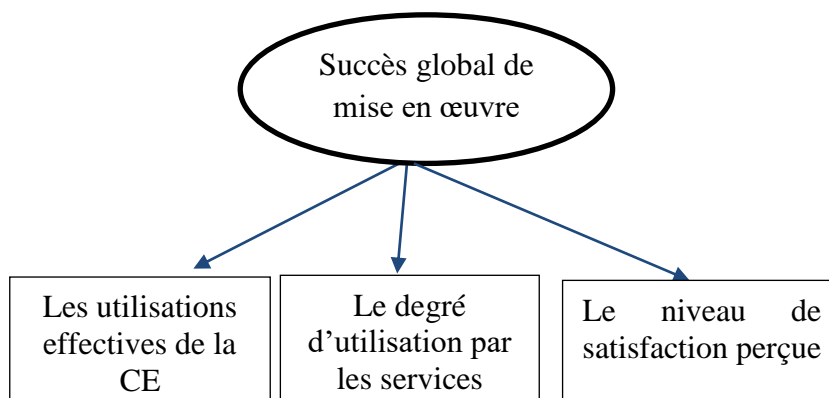 Succès global de
mise en œuvre
Les utilisations
effectives de la
CE
Le degré
d’utilisation par
les services
Le niveau de
satisfaction perçue